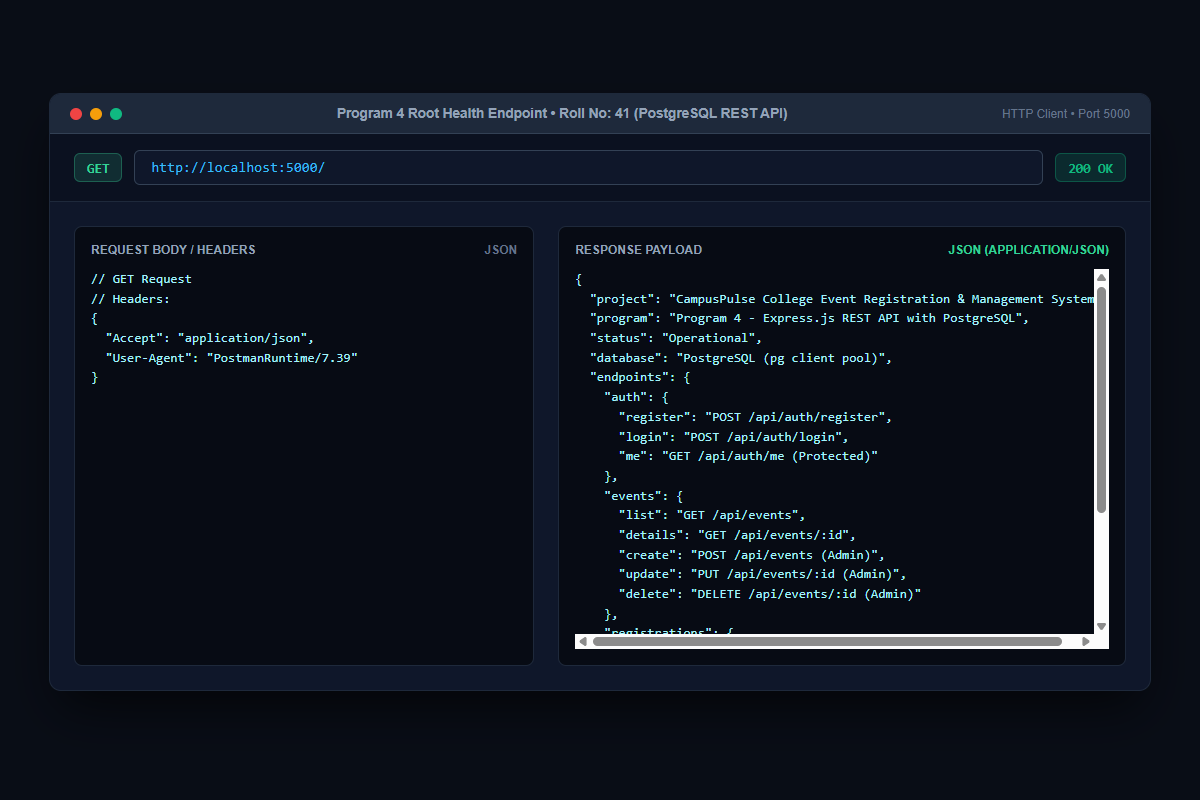 Program 4 Root Health Endpoint • Roll No: 41 (PostgreSQL REST API)
HTTP Client • Port 5000
GET
http://localhost:5000/
200 OK
REQUEST BODY / HEADERS
JSON
// GET Request
// Headers:
{
  "Accept": "application/json",
  "User-Agent": "PostmanRuntime/7.39"
}
RESPONSE PAYLOAD
JSON (APPLICATION/JSON)
{
  "project": "CampusPulse College Event Registration & Management System
  "program": "Program 4 - Express.js REST API with PostgreSQL",
  "status": "Operational",
  "database": "PostgreSQL (pg client pool)",
  "endpoints": {
    "auth": {
      "register": "POST /api/auth/register",
      "login": "POST /api/auth/login",
      "me": "GET /api/auth/me (Protected)"
    },
    "events": {
      "list": "GET /api/events",
      "details": "GET /api/events/:id",
      "create": "POST /api/events (Admin)",
      "update": "PUT /api/events/:id (Admin)",
      "delete": "DELETE /api/events/:id (Admin)"
    },
    "registrations": {